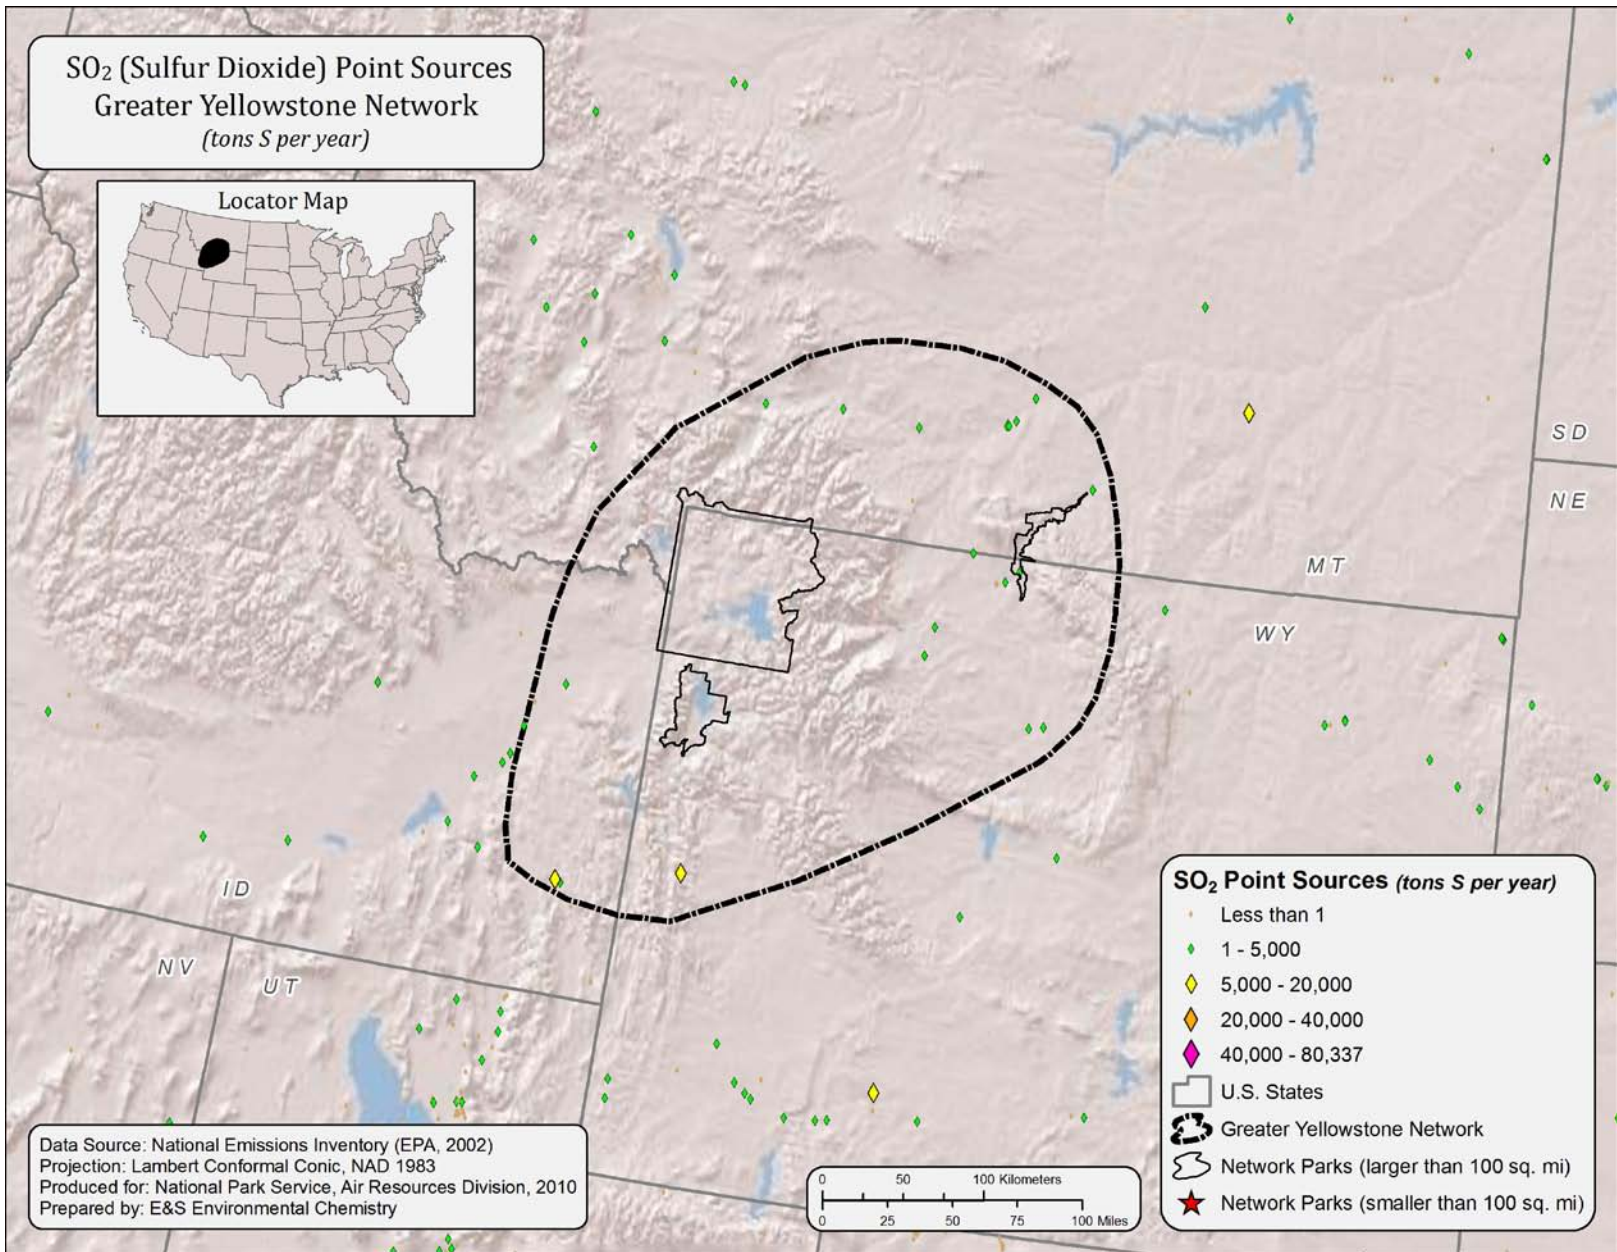 SO₂ (Sulfur Dioxide) Point Sources
Greater Yellowstone Network
(tons S per year)
Locator Map
SD
NE
MT
WY
ID
NV
UT
SO₂ Point Sources (tons S per year)
Less than 1
1 - 5,000
5,000 - 20,000
20,000 - 40,000
40,000 - 80,337
U.S. States
Greater Yellowstone Network
Network Parks (larger than 100 sq. mi)
Network Parks (smaller than 100 sq. mi)
Data Source: National Emissions Inventory (EPA, 2002)
Projection: Lambert Conformal Conic, NAD 1983
Produced for: National Park Service, Air Resources Division, 2010
Prepared by: E&S Environmental Chemistry
0 50 100 Kilometers
0 25 50 75 100 Miles